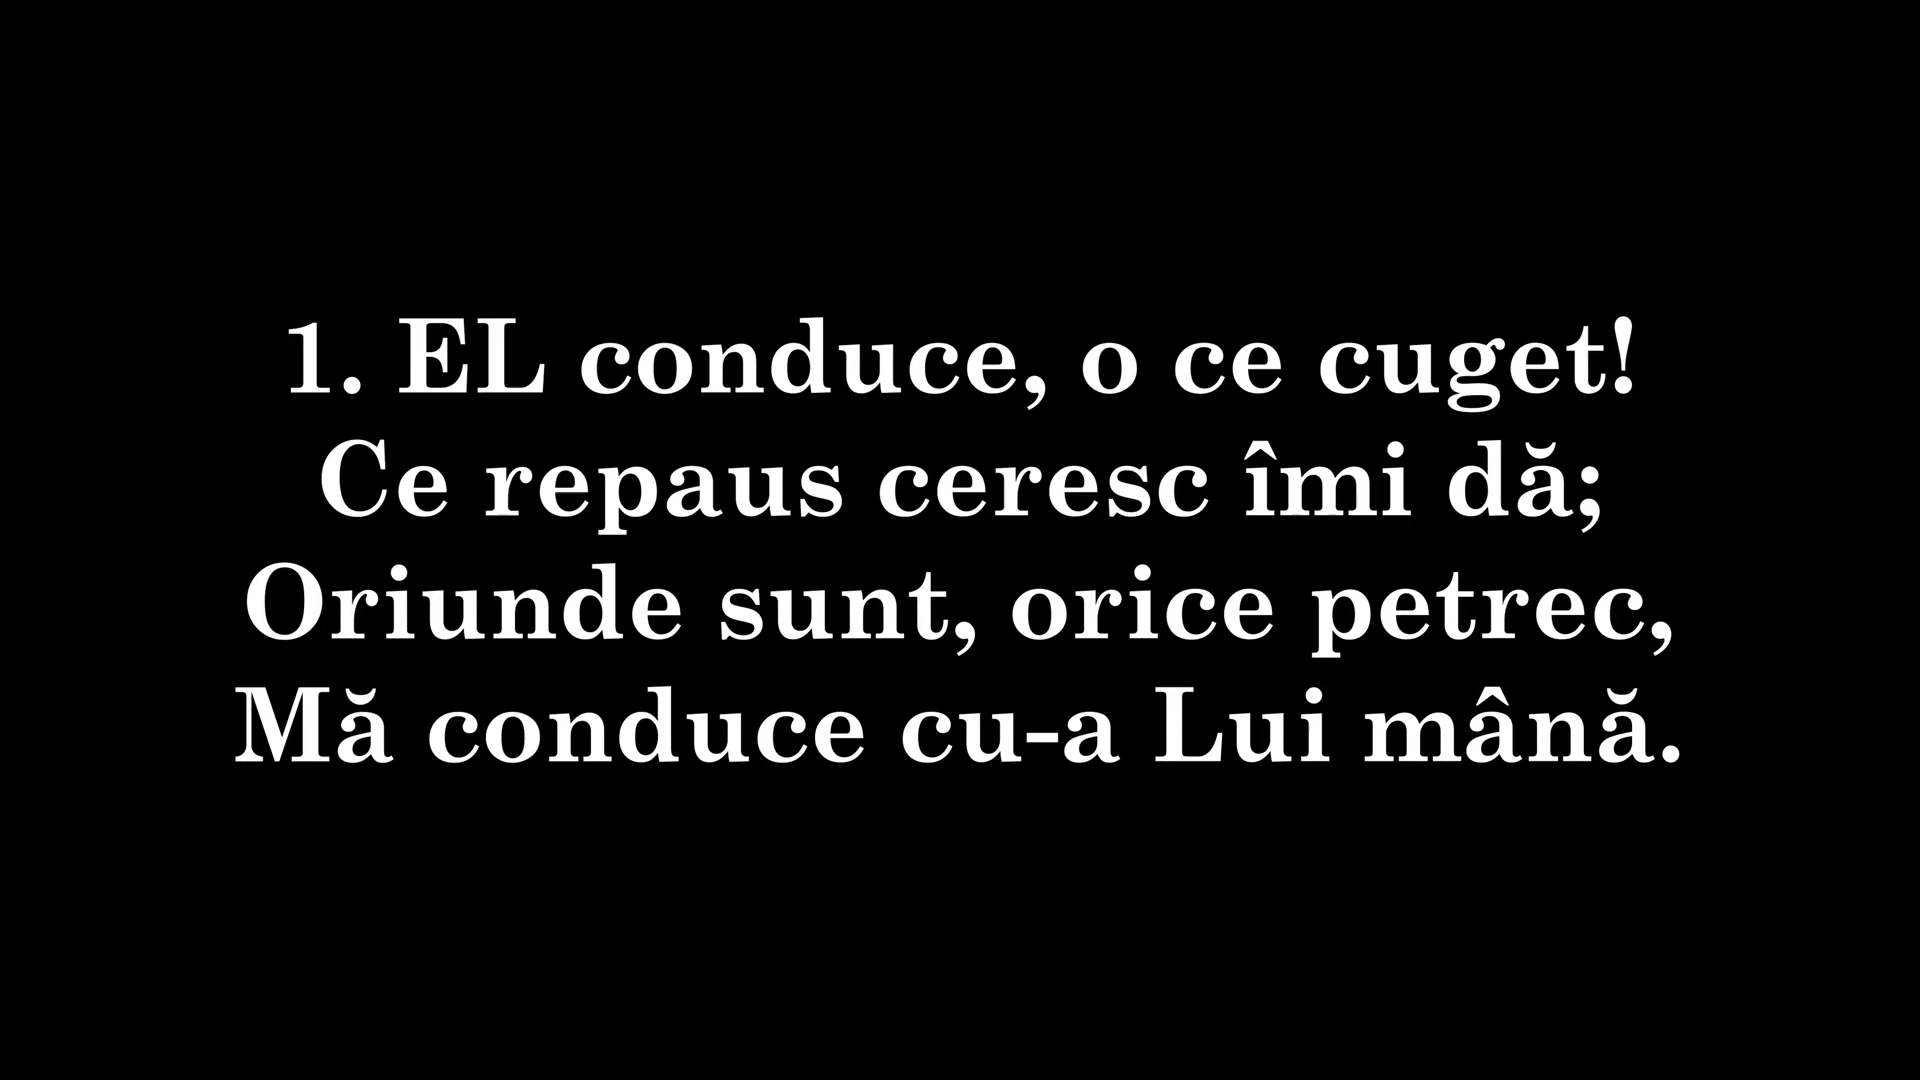 1. EL conduce, o ce cuget!
Ce repaus ceresc îmi dă;
Oriunde sunt, orice petrec,
Mă conduce cu-a Lui mână.